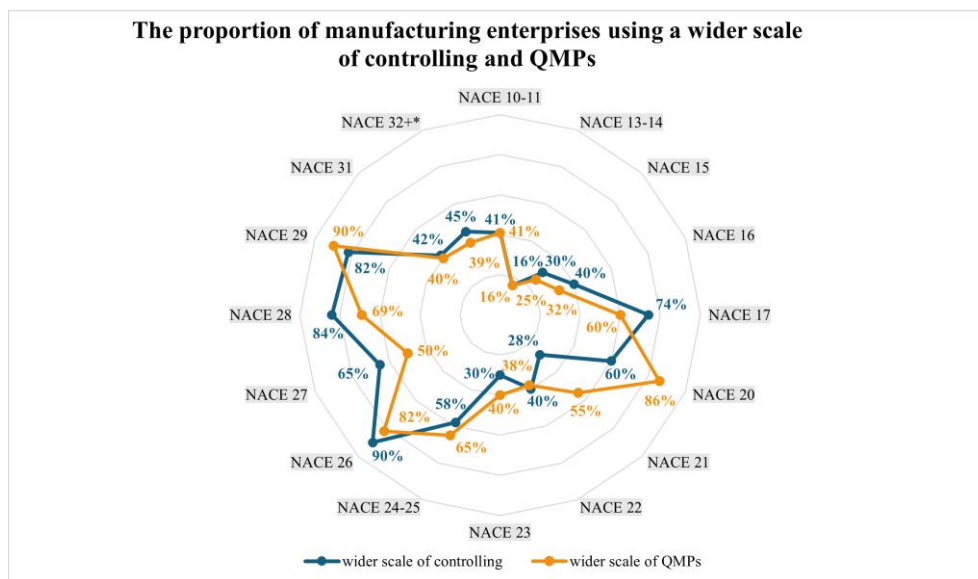 The proportion of manufacturing enterprises using a wider scale
of controlling and QMPs
NACE 10-11
NACE 32+*
NACE 13-14
NACE 31
NACE 15
NACE 29
NACE 16
NACE 28
NACE 17
NACE 27
NACE 20
NACE 26
NACE 21
NACE 24-25
NACE 22
NACE 23
45%
41%
90%
42%
39%
41%
16%
30%
40%
82%
40%
16%
25%
32%
74%
84%
69%
60%
65%
50%
28%
60%
30%
38%
86%
58%
40%
40%
55%
82%
65%
90%
wider scale of controlling
wider scale of QMPs